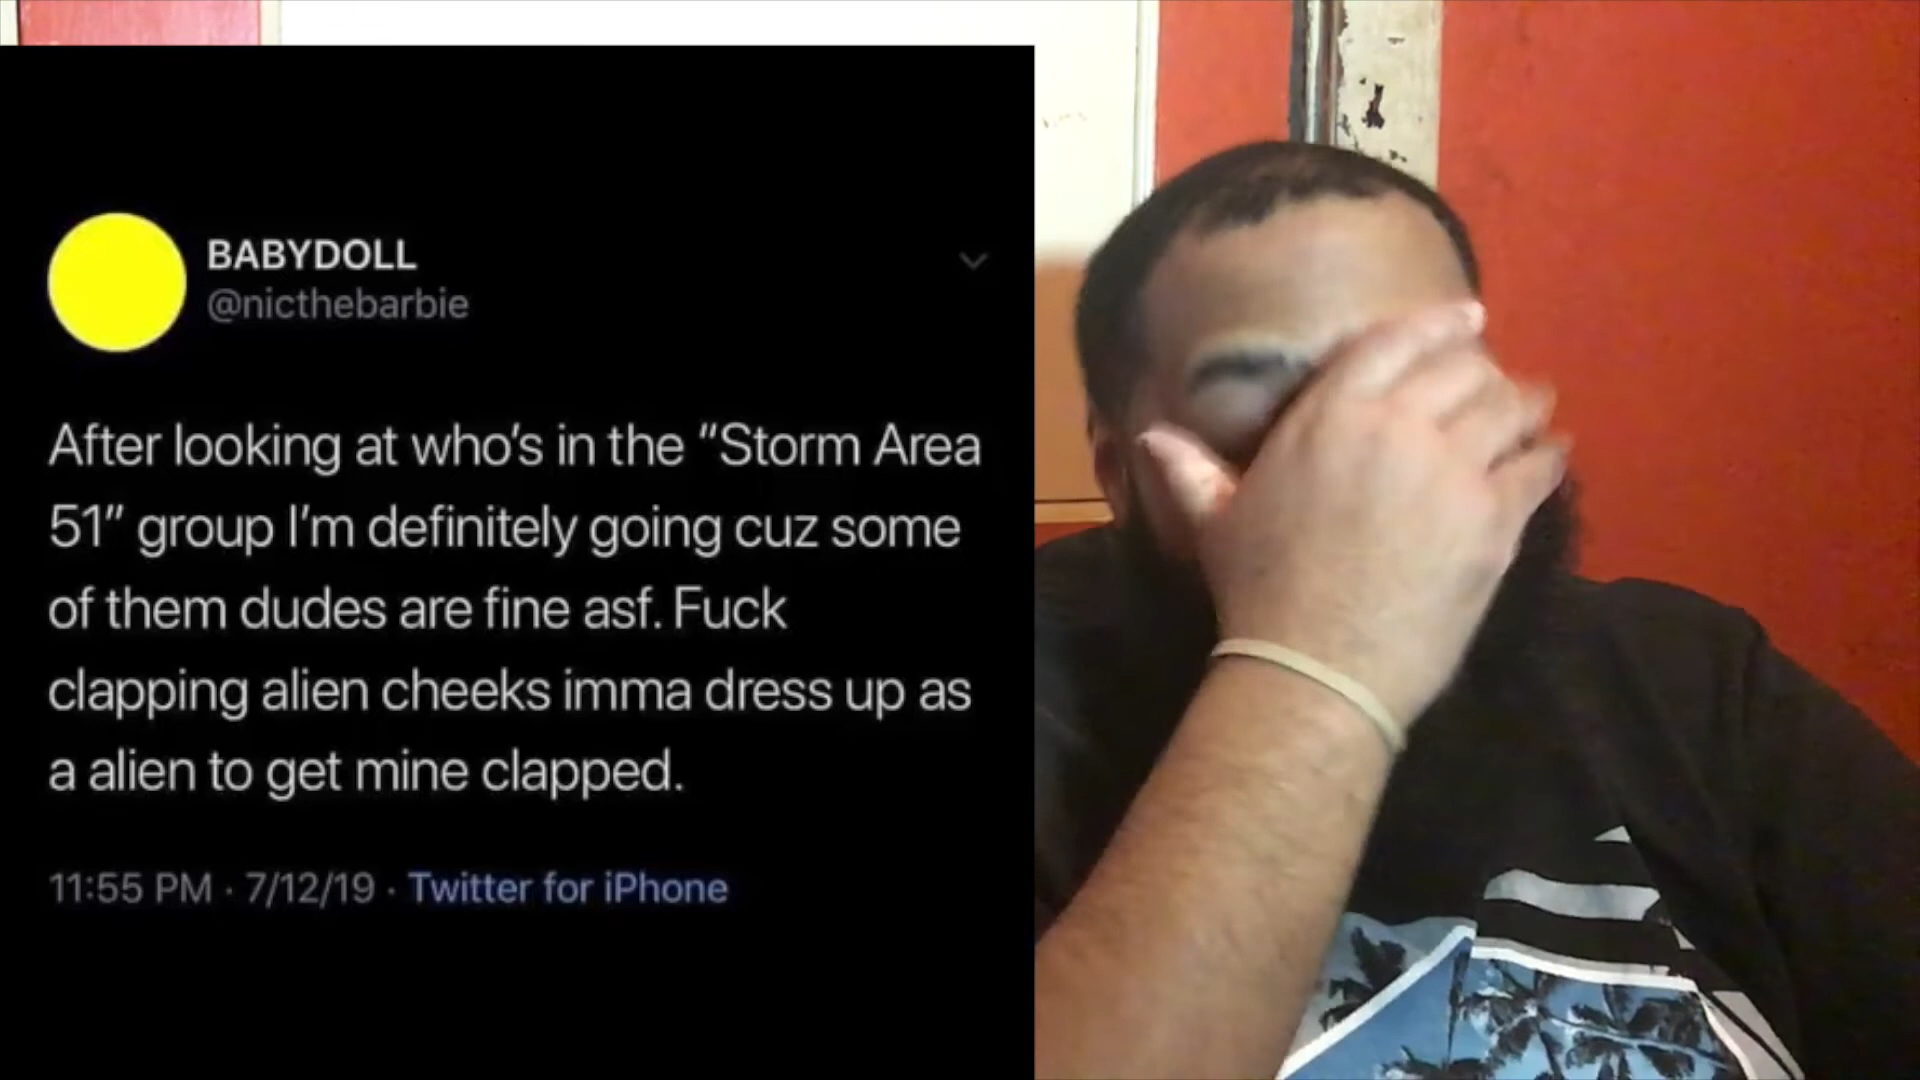 BABYDOLL
@nicthebarbie
After looking at who's in the "Storm Area
51" group I'm definitely going cuz some
of them dudes are fine asf. Fuck
clapping alien cheeks imma dress up as
a alien to get mine clapped.
11:55 PM · 7/12/19 · Twitter for iPhone